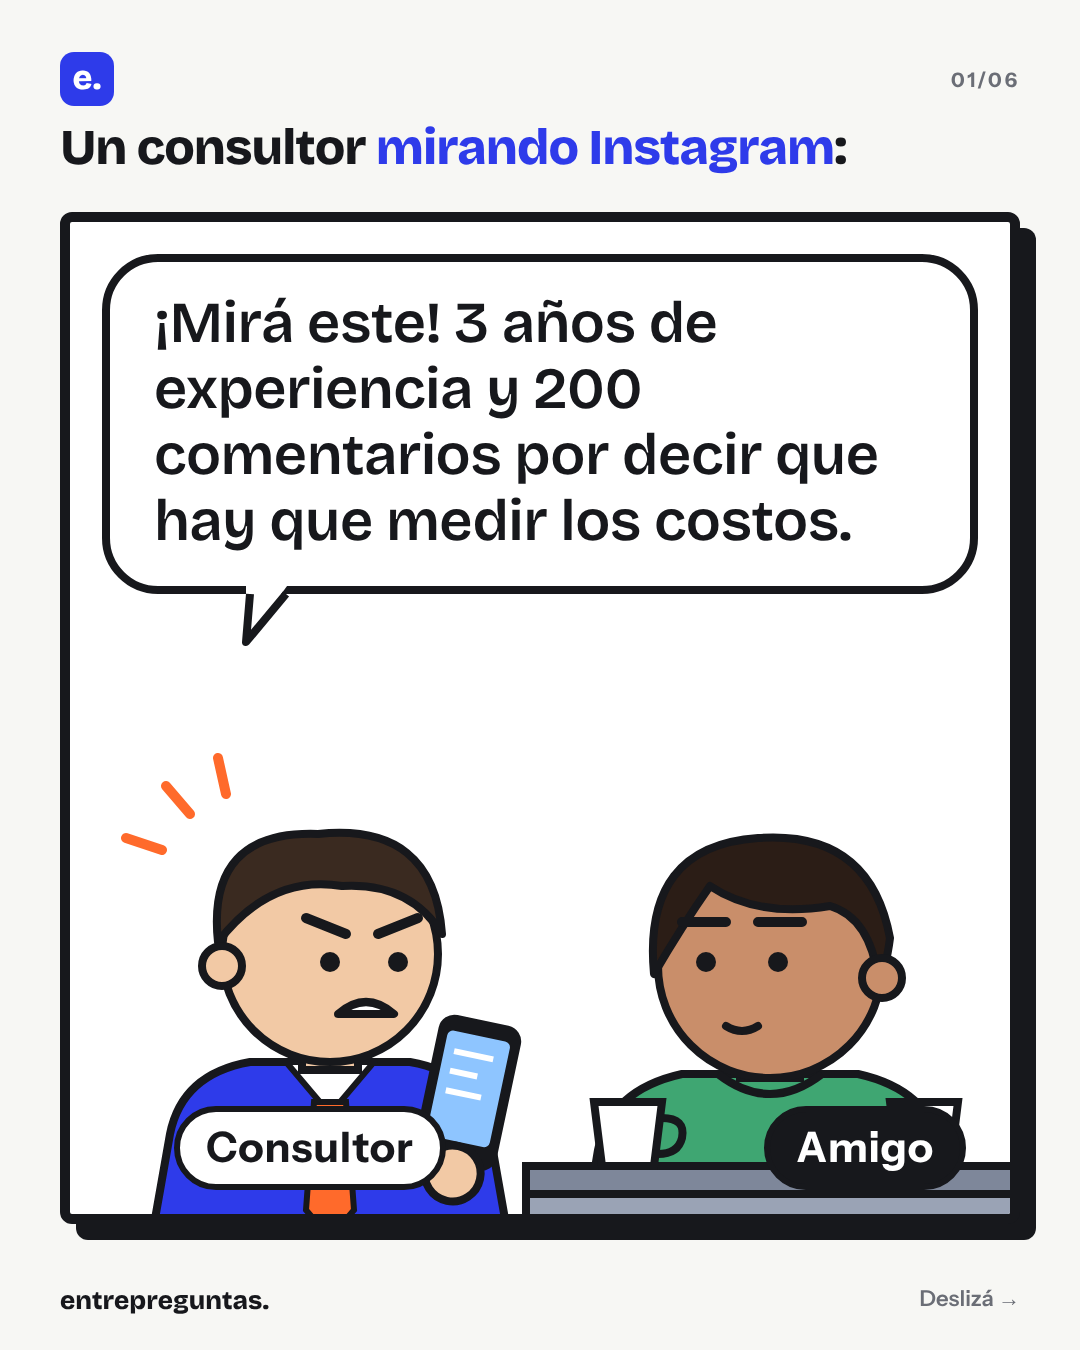 e.
01/06
Un consultor mirando Instagram:
¡Mirá este! 3 años de
experiencia y 200
comentarios por decir que
hay que medir los costos.
Consultor
Amigo
entrepreguntas.
Deslizá →